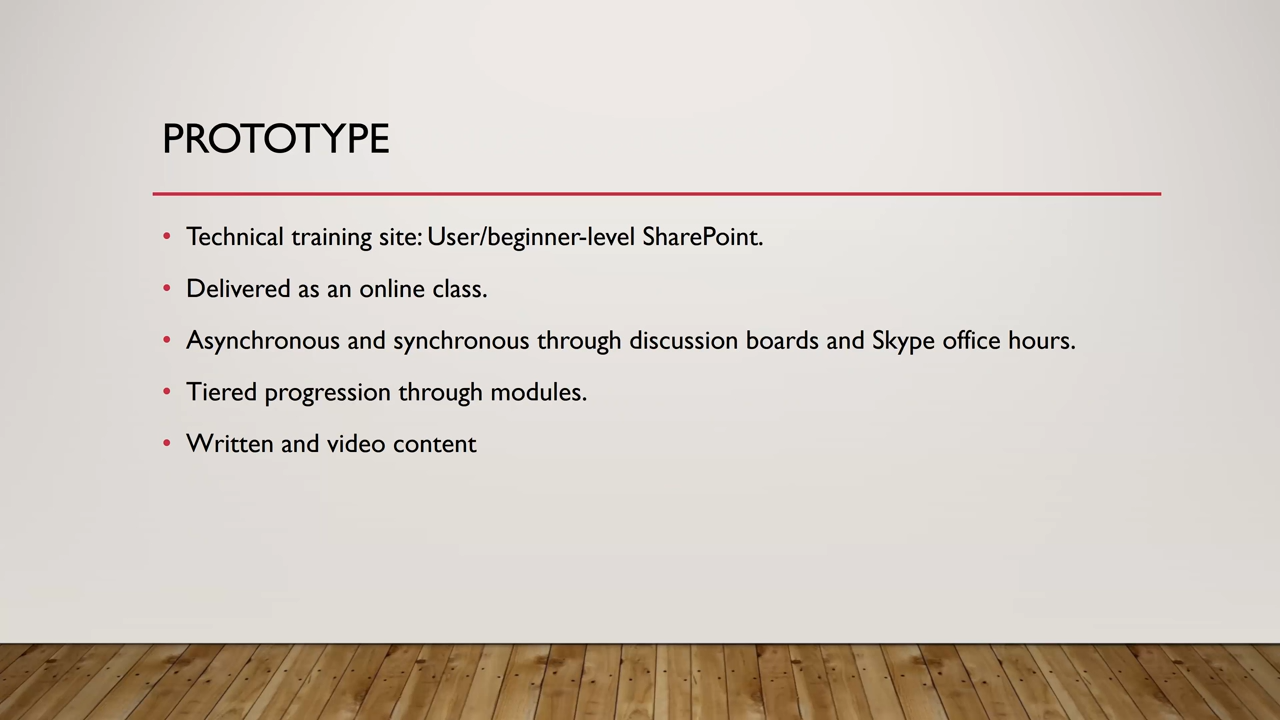 PROTOTYPE
• Technical training site: User/beginner-level SharePoint.
• Delivered as an online class.
• Asynchronous and synchronous through discussion boards and Skype office hours.
• Tiered progression through modules.
• Written and video content